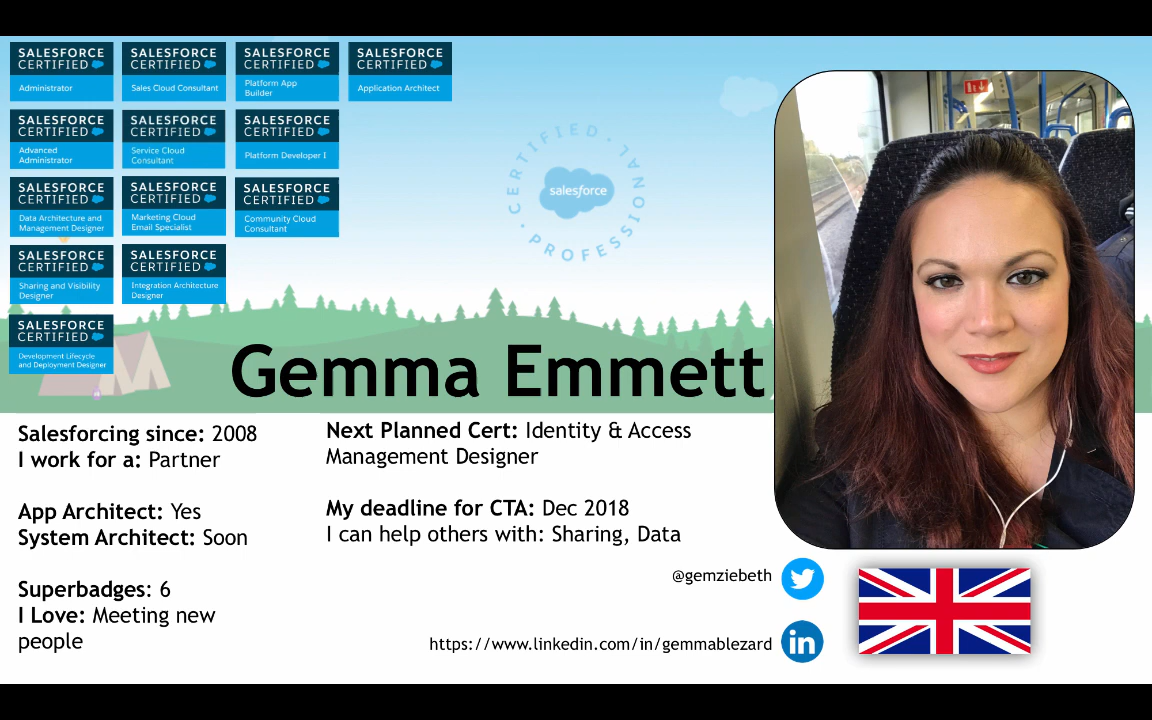 SALESFORCE
CERTIFIED
Administrator
SALESFORCE
CERTIFIED
Sales Cloud Consultant
SALESFORCE
CERTIFIED
Platform App
Builder
SALESFORCE
CERTIFIED
Application Architect
SALESFORCE
CERTIFIED
Advanced
Administrator
SALESFORCE
CERTIFIED
Service Cloud
Consultant
SALESFORCE
CERTIFIED
Platform Developer I
SALESFORCE
CERTIFIED
Data Architecture and
Management Designer
SALESFORCE
CERTIFIED
Marketing Cloud
Email Specialist
SALESFORCE
CERTIFIED
Community Cloud
Consultant
SALESFORCE
CERTIFIED
Sharing and Visibility
Designer
SALESFORCE
CERTIFIED
Integration Architecture
Designer
SALESFORCE
CERTIFIED
Development Lifecycle
and Deployment Designer
CERTIFIED · PROFESSIONAL ·
salesforce
Gemma Emmett
Salesforcing since: 2008
I work for a: Partner
App Architect: Yes
System Architect: Soon
Superbadges: 6
I Love: Meeting new
people
Next Planned Cert: Identity & Access
Management Designer
My deadline for CTA: Dec 2018
I can help others with: Sharing, Data
@gemziebeth
https://www.linkedin.com/in/gemmablezard
in